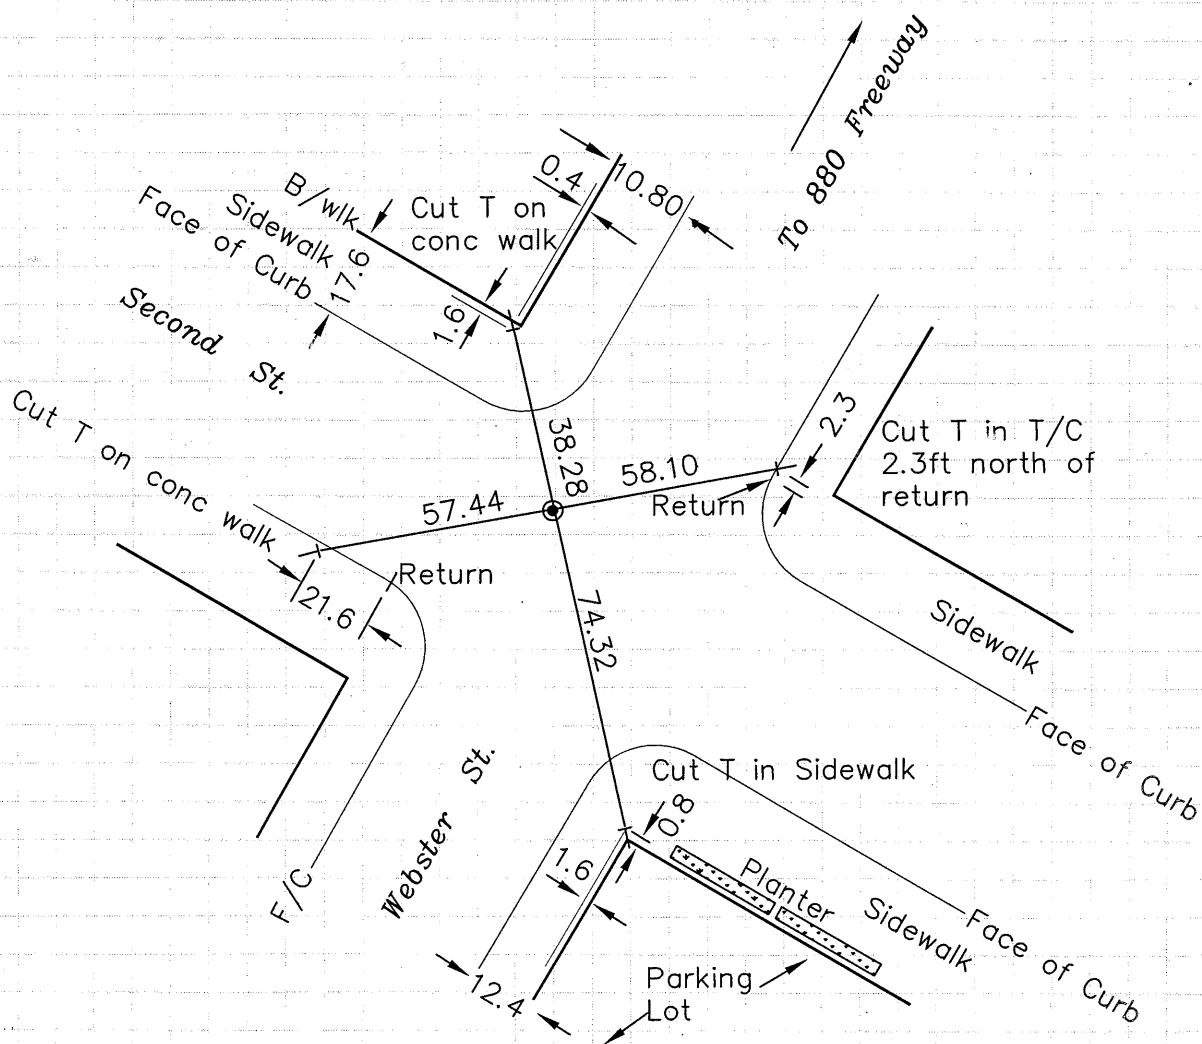 To 880 Freeway
0.4
10.80
B/wlk
Sidewalk
Face of Curb
17.6
Cut T on
conc walk
1.6
Second St.
Cut T on conc walk
38.28
58.10
57.44
74.32
Return
2.3
Cut T in T/C
2.3ft north of
return
Return
21.6
Sidewalk
Face of Curb
F/C
Webster St.
Cut T in Sidewalk
0.8
1.6
12.4
Planter
Sidewalk
Face of Curb
Parking
Lot